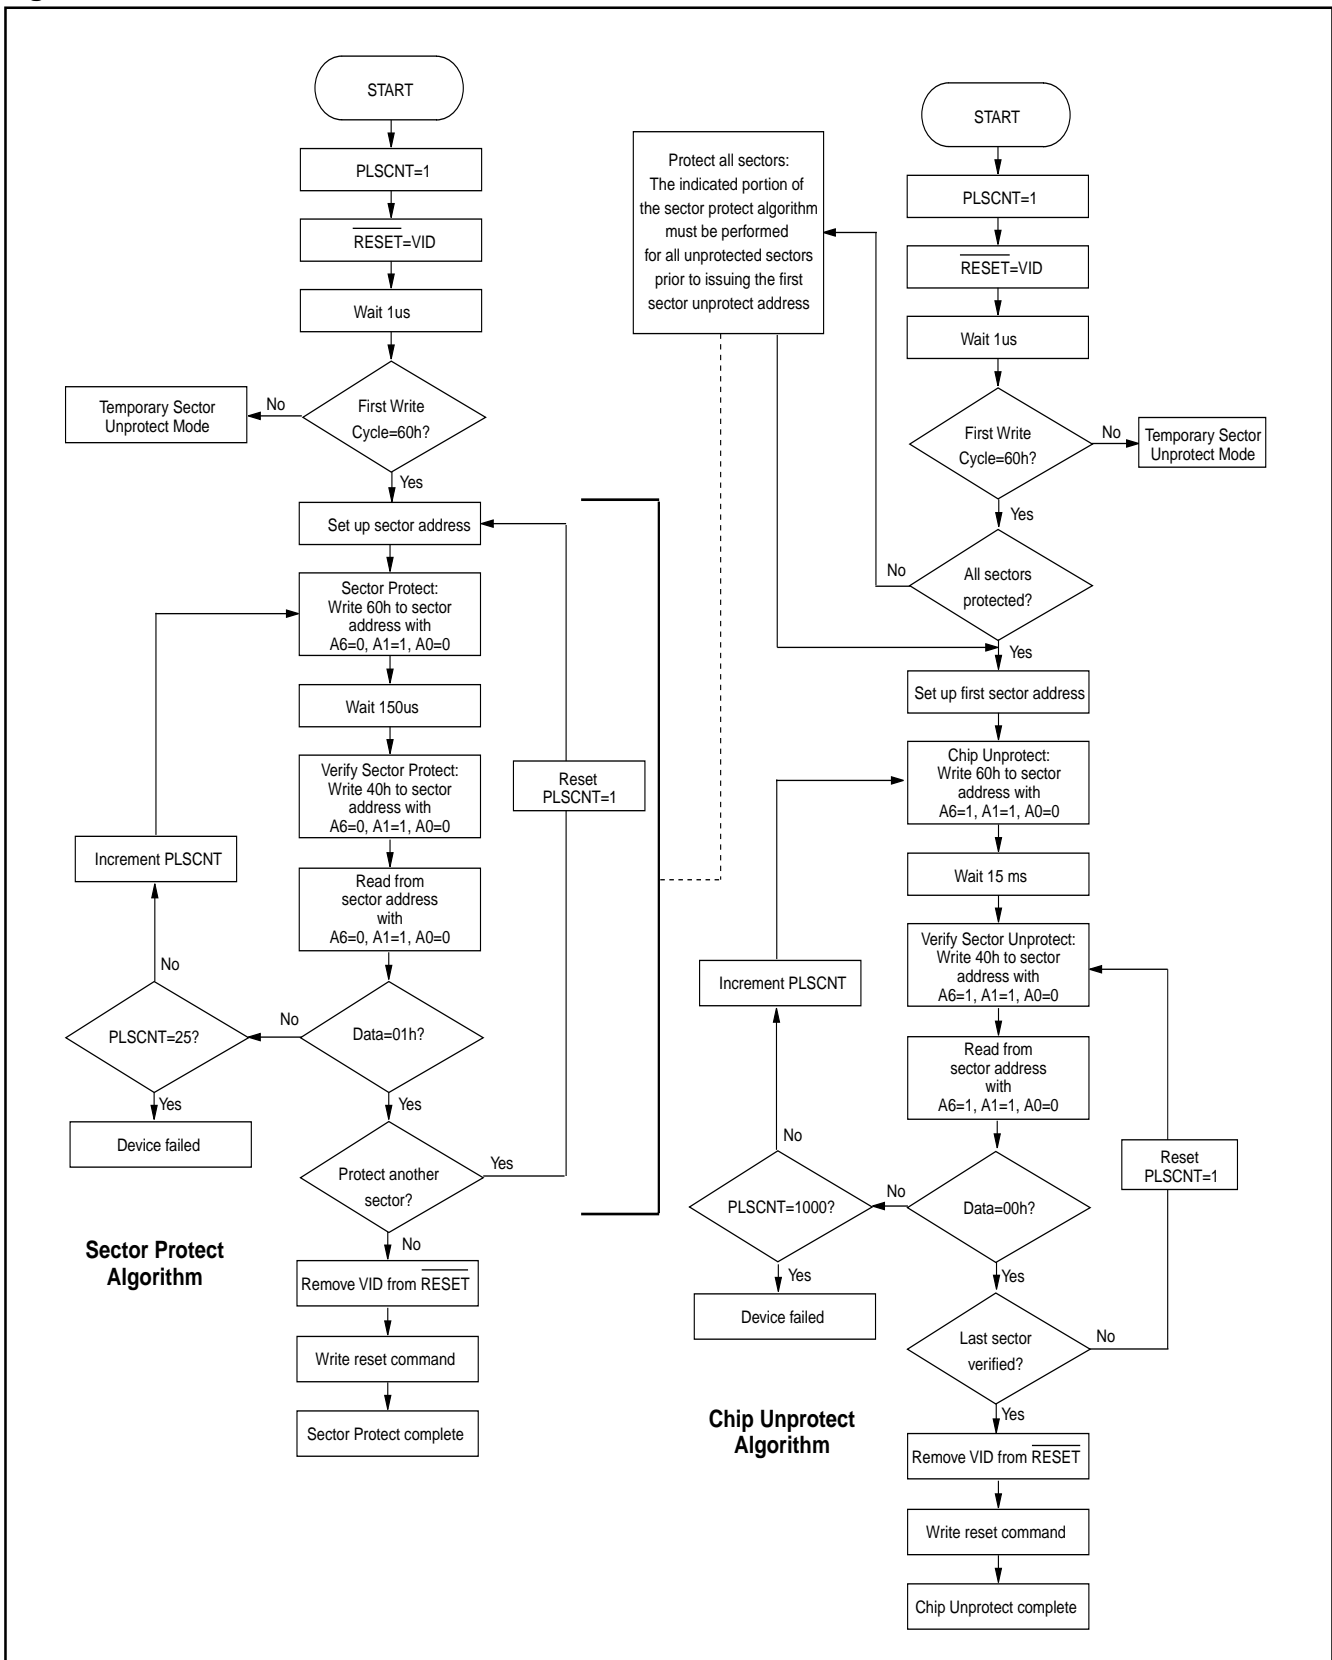 START
PLSCNT=1
RESET=VID
Wait 1us
First Write
Cycle=60h?
No
Temporary Sector
Unprotect Mode
Yes
Set up sector address
Sector Protect:
Write 60h to sector
address with
A6=0, A1=1, A0=0
Wait 150us
Verify Sector Protect:
Write 40h to sector
address with
A6=0, A1=1, A0=0
Reset
PLSCNT=1
Increment PLSCNT
Read from
sector address
with
A6=0, A1=1, A0=0
No
PLSCNT=25?
No
Data=01h?
Yes
Device failed
Yes
Protect another
sector?
Yes
No
Remove VID from RESET
Write reset command
Sector Protect complete
Sector Protect
Algorithm
Protect all sectors:
The indicated portion of
the sector protect algorithm
must be performed
for all unprotected sectors
prior to issuing the first
sector unprotect address
START
PLSCNT=1
RESET=VID
Wait 1us
First Write
Cycle=60h?
No
Temporary Sector
Unprotect Mode
Yes
No
All sectors
protected?
Yes
Set up first sector address
Chip Unprotect:
Write 60h to sector
address with
A6=1, A1=1, A0=0
Wait 15 ms
Verify Sector Unprotect:
Write 40h to sector
address with
A6=1, A1=1, A0=0
Increment PLSCNT
Read from
sector address
with
A6=1, A1=1, A0=0
No
Reset
PLSCNT=1
PLSCNT=1000?
No
Data=00h?
Yes
Device failed
Yes
Last sector
verified?
No
Yes
Remove VID from RESET
Write reset command
Chip Unprotect complete
Chip Unprotect
Algorithm